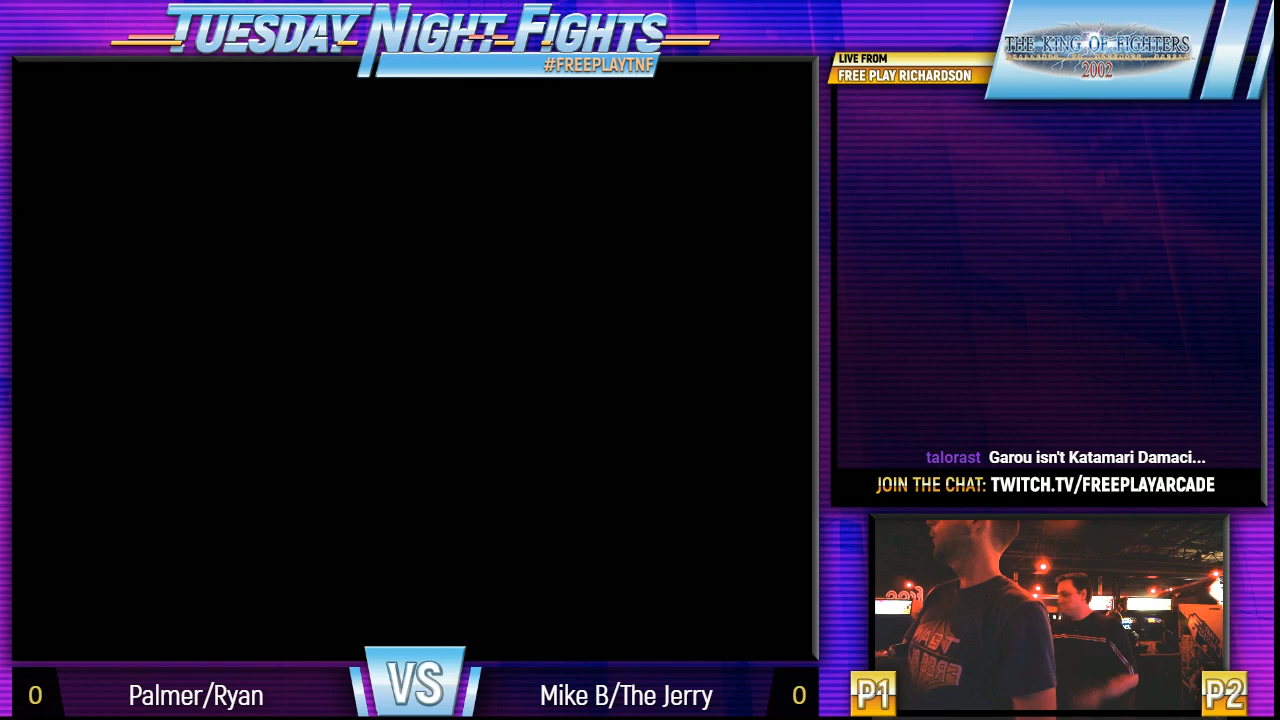 TUESDAY NIGHT FIGHTS
#FREEPLAYTNF
LIVE FROM
FREE PLAY RICHARDSON
THE KING OF FIGHTERS
2002
talorast Garou isn't Katamari Damaci...
JOIN THE CHAT: TWITCH.TV/FREEPLAYARCADE
0
Palmer/Ryan
VS
Mike B/The Jerry
0
P1
P2